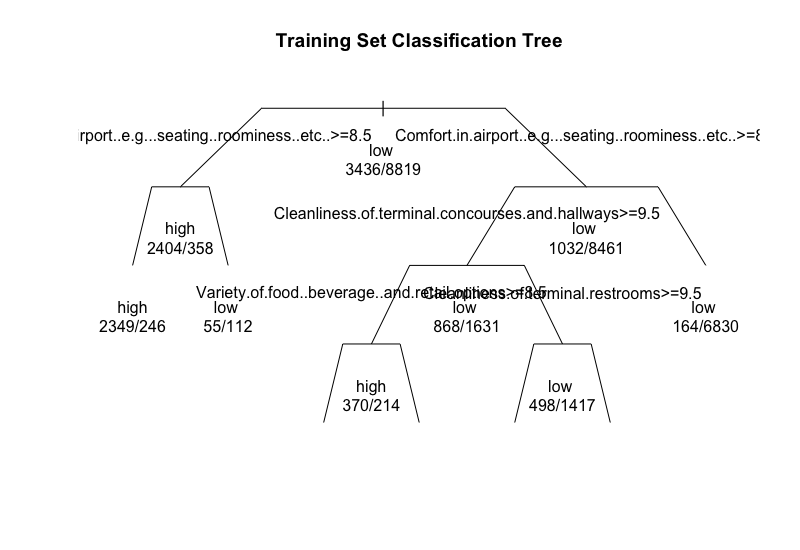 Training Set Classification Tree
rport..e.g...seating..roominess..etc..>=8.5
Comfort.in.airport..e.g...seating..roominess..etc..>=8
low
3436/8819
Cleanliness.of.terminal.concourses.and.hallways>=9.5
high
2404/358
low
1032/8461
Variety.of.food..beverage..and.retail.options>=8.5
Cleanliness.of.terminal.restrooms>=9.5
high
2349/246
low
55/112
low
868/1631
low
164/6830
high
370/214
low
498/1417